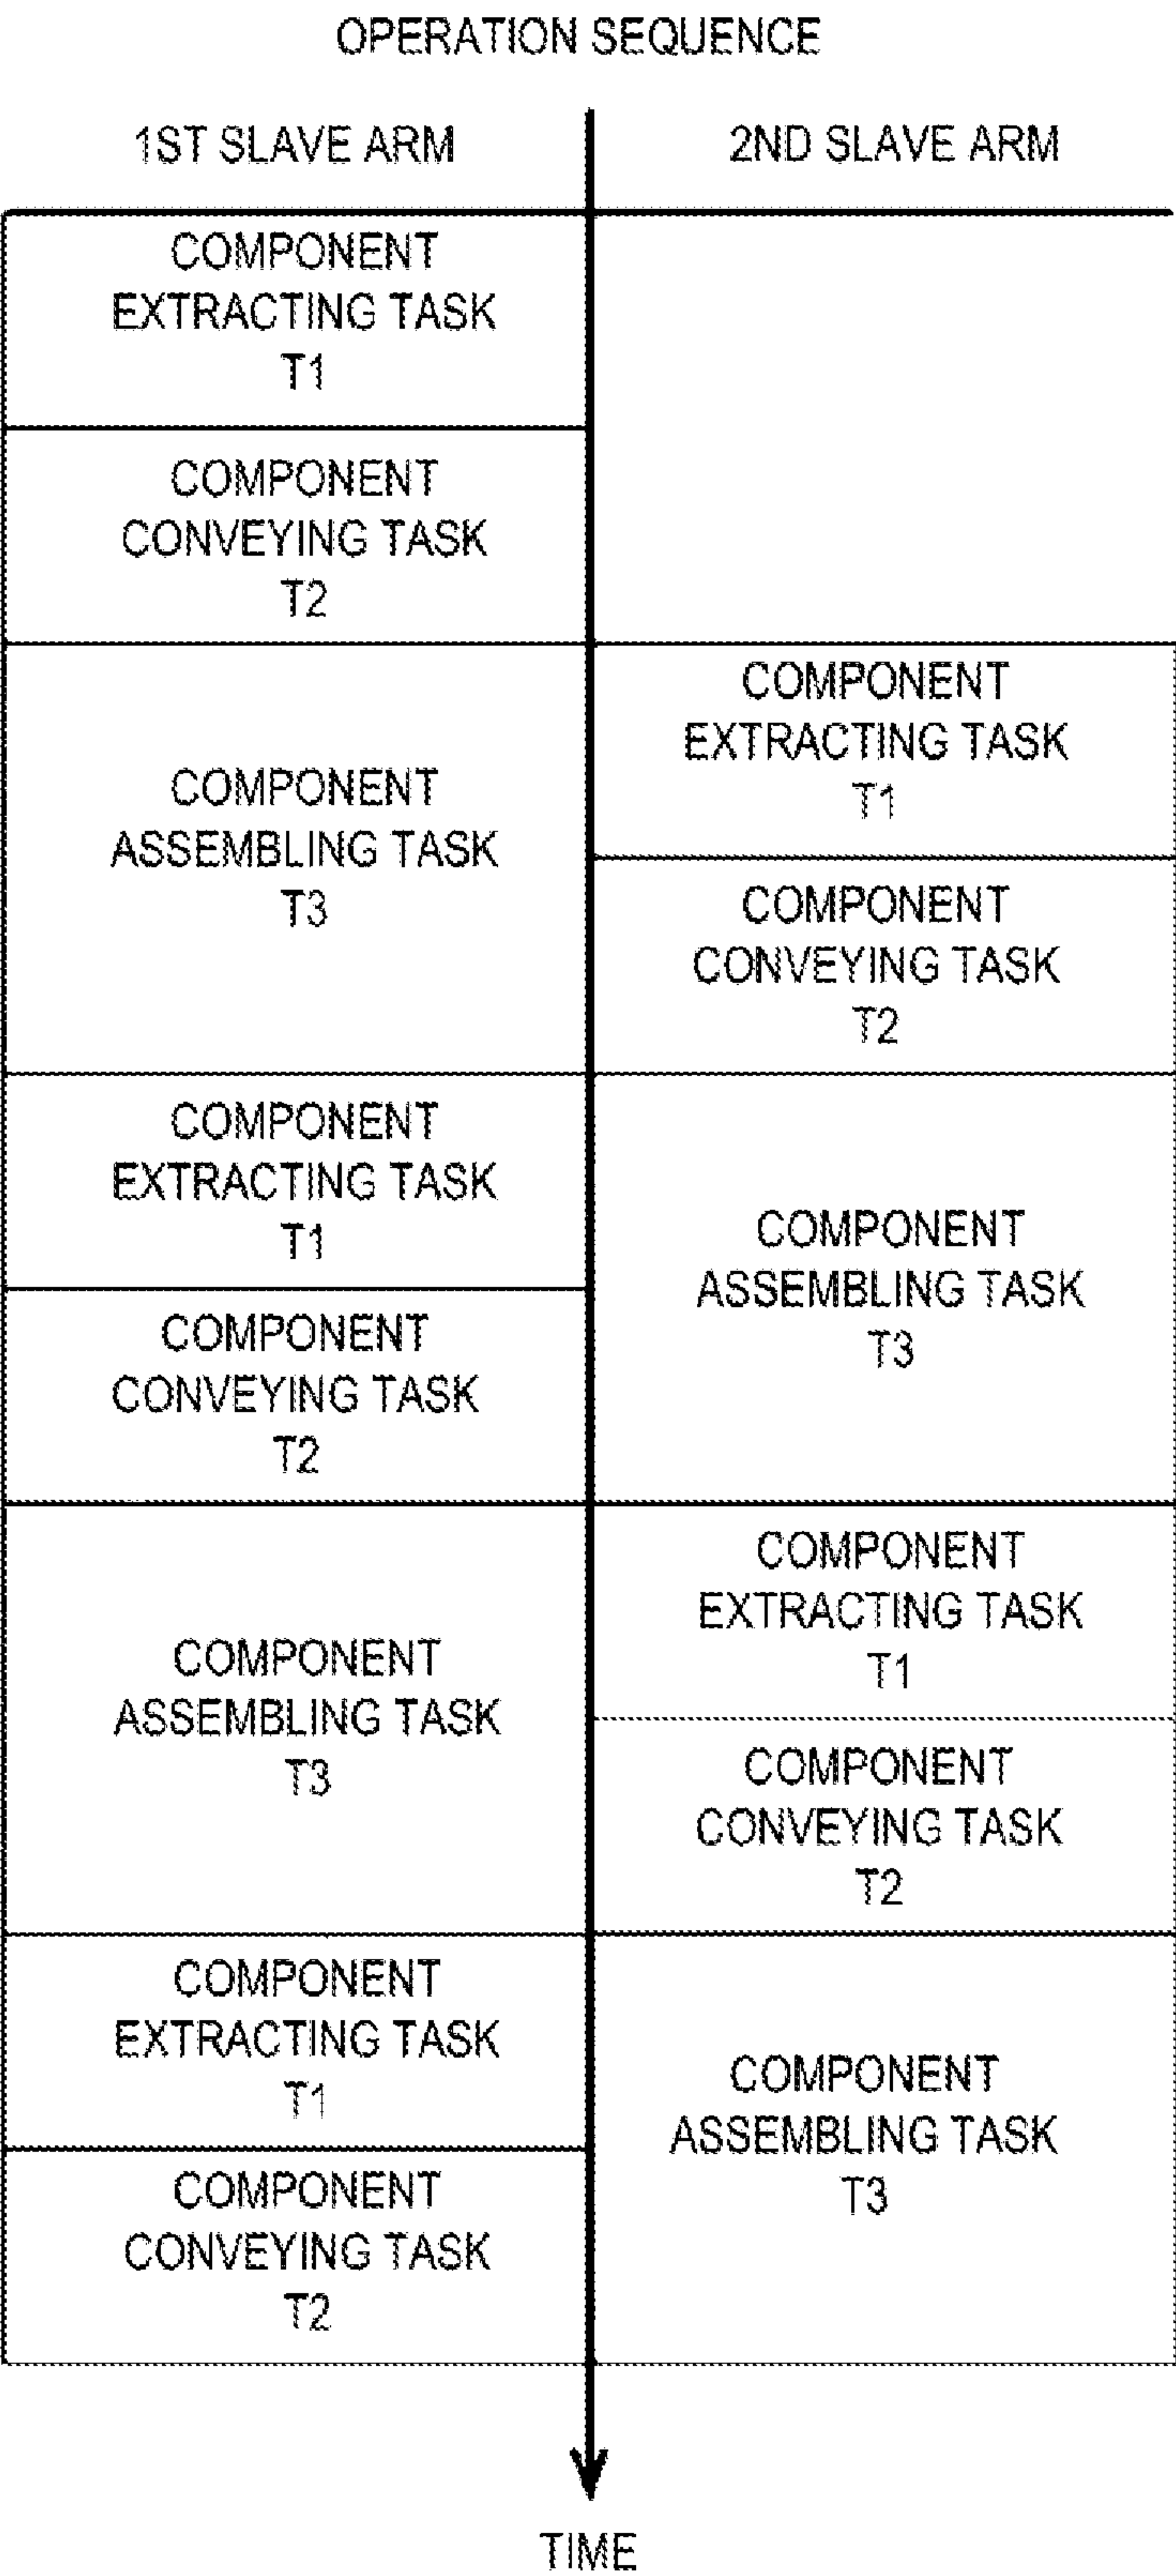 OPERATION SEQUENCE
1ST SLAVE ARM
2ND SLAVE ARM
COMPONENT
EXTRACTING TASK
T1
COMPONENT
CONVEYING TASK
T2
COMPONENT
ASSEMBLING TASK
T3
COMPONENT
EXTRACTING TASK
T1
COMPONENT
CONVEYING TASK
T2
COMPONENT
EXTRACTING TASK
T1
COMPONENT
CONVEYING TASK
T2
COMPONENT
ASSEMBLING TASK
T3
COMPONENT
ASSEMBLING TASK
T3
COMPONENT
EXTRACTING TASK
T1
COMPONENT
CONVEYING TASK
T2
COMPONENT
EXTRACTING TASK
T1
COMPONENT
CONVEYING TASK
T2
COMPONENT
ASSEMBLING TASK
T3
TIME